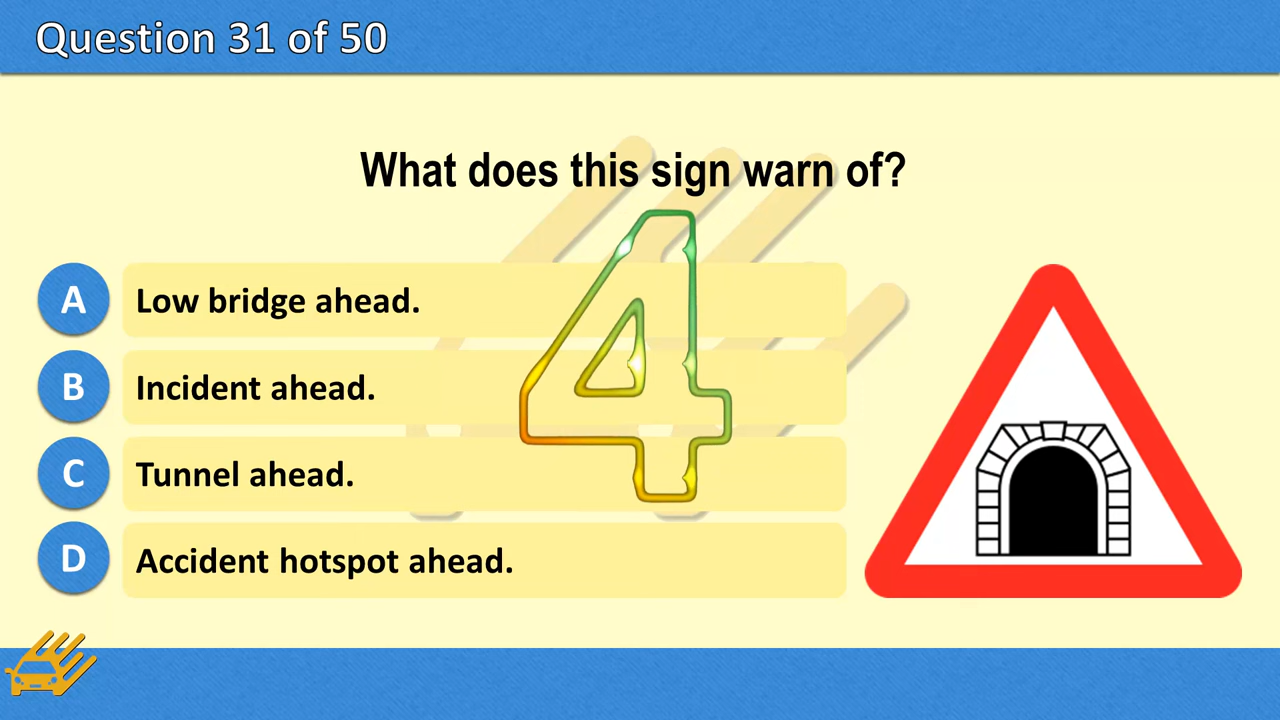 Question 31 of 50
What does this sign warn of?
4
A Low bridge ahead.
B Incident ahead.
C Tunnel ahead.
D Accident hotspot ahead.